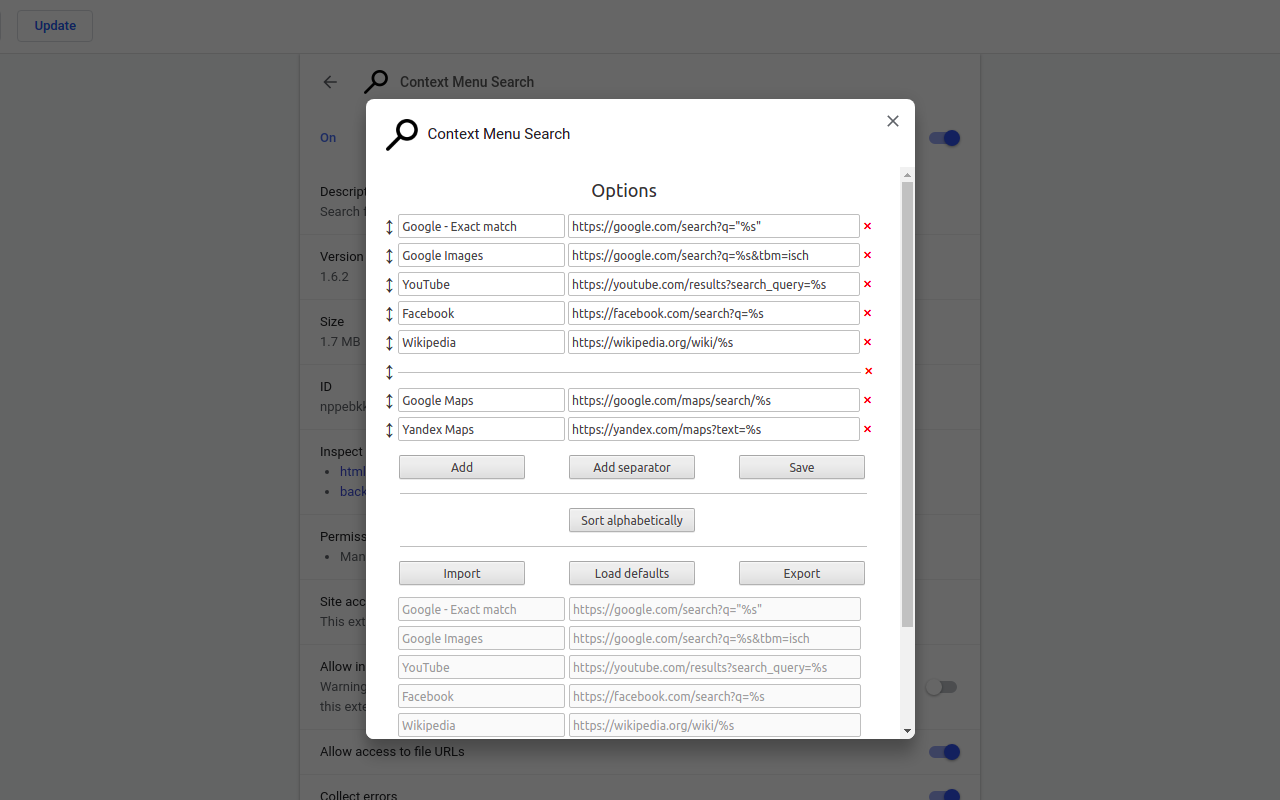 Update
Context Menu Search
On
Context Menu Search
Options
Google - Exact match https://google.com/search?q="%s"
Google Images https://google.com/search?q=%s&tbm=isch
YouTube https://youtube.com/results?search_query=%s
Facebook https://facebook.com/search?q=%s
Wikipedia https://wikipedia.org/wiki/%s
Google Maps https://google.com/maps/search/%s
Yandex Maps https://yandex.com/maps?text=%s
Add Add separator Save
Sort alphabetically
Import Load defaults Export
Google - Exact match https://google.com/search?q="%s"
Google Images https://google.com/search?q=%s&tbm=isch
YouTube https://youtube.com/results?search_query=%s
Facebook https://facebook.com/search?q=%s
Wikipedia https://wikipedia.org/wiki/%s
Descript
Search f
Version
1.6.2
Size
1.7 MB
ID
nppebkk
Inspect
html
back
Permiss
Man
Site acc
This ext
Allow in
Warning
this exte
Allow access to file URLs
Collect errors